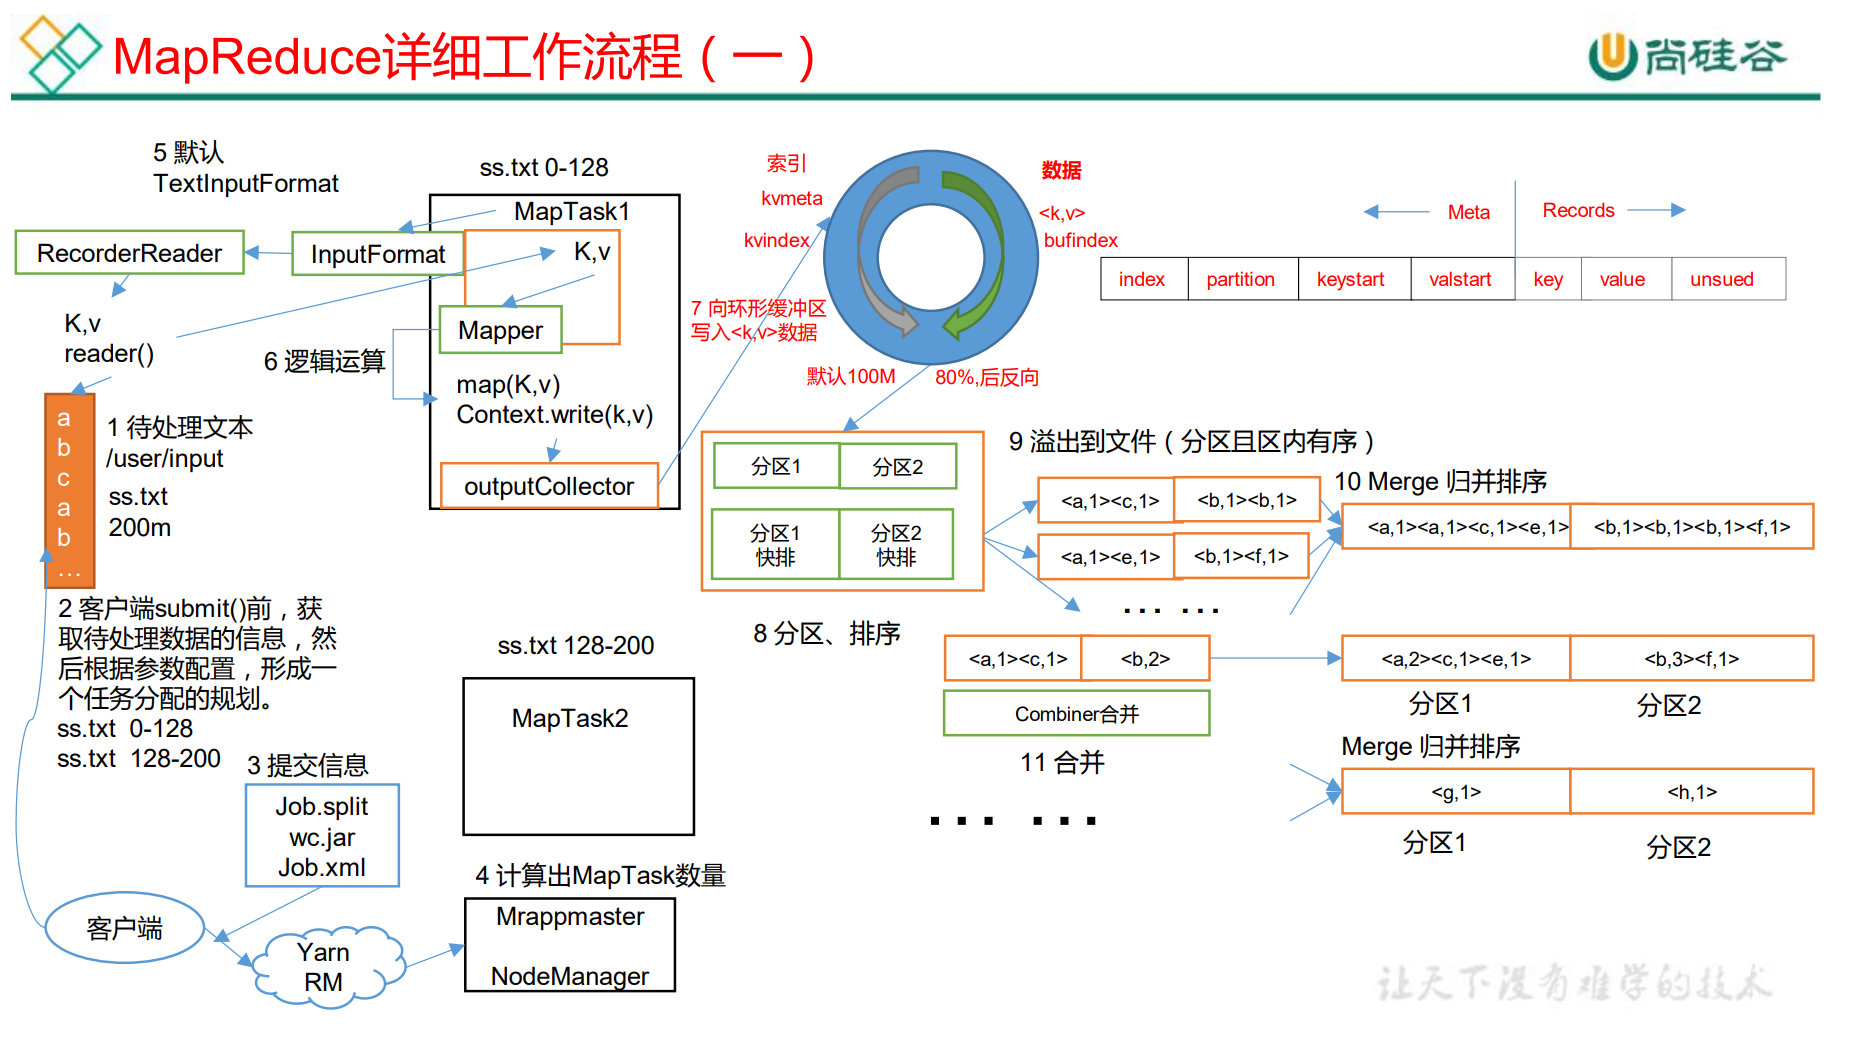 MapReduce详细工作流程（一）
尚硅谷
5 默认
TextInputFormat
ss.txt 0-128
MapTask1
RecorderReader
InputFormat
K,v
K,v
reader()
Mapper
6 逻辑运算
map(K,v)
Context.write(k,v)
outputCollector
a
b
c
a
b
…
1 待处理文本
/user/input
ss.txt
200m
2 客户端submit()前，获
取待处理数据的信息，然
后根据参数配置，形成一
个任务分配的规划。
ss.txt 0-128
ss.txt 128-200
3 提交信息
Job.split
wc.jar
Job.xml
客户端
Yarn
RM
ss.txt 128-200
MapTask2
4 计算出MapTask数量
Mrappmaster
NodeManager
索引
kvmeta
kvindex
数据
<k,v>
bufindex
7 向环形缓冲区
写入<k,v>数据
默认100M
80%,后反向
Meta
Records
index partition keystart valstart key value unsued
分区1 分区2
分区1
快排
分区2
快排
8 分区、排序
9 溢出到文件（分区且区内有序）
<a,1><c,1> <b,1><b,1>
<a,1><e,1> <b,1><f,1>
... ...
10 Merge 归并排序
<a,1><a,1><c,1><e,1> <b,1><b,1><b,1><f,1>
<a,1><c,1> <b,2>
Combiner合并
11 合并
<a,2><c,1><e,1> <b,3><f,1>
分区1 分区2
Merge 归并排序
<g,1> <h,1>
分区1 分区2
... ...
让天下没有难学的技术